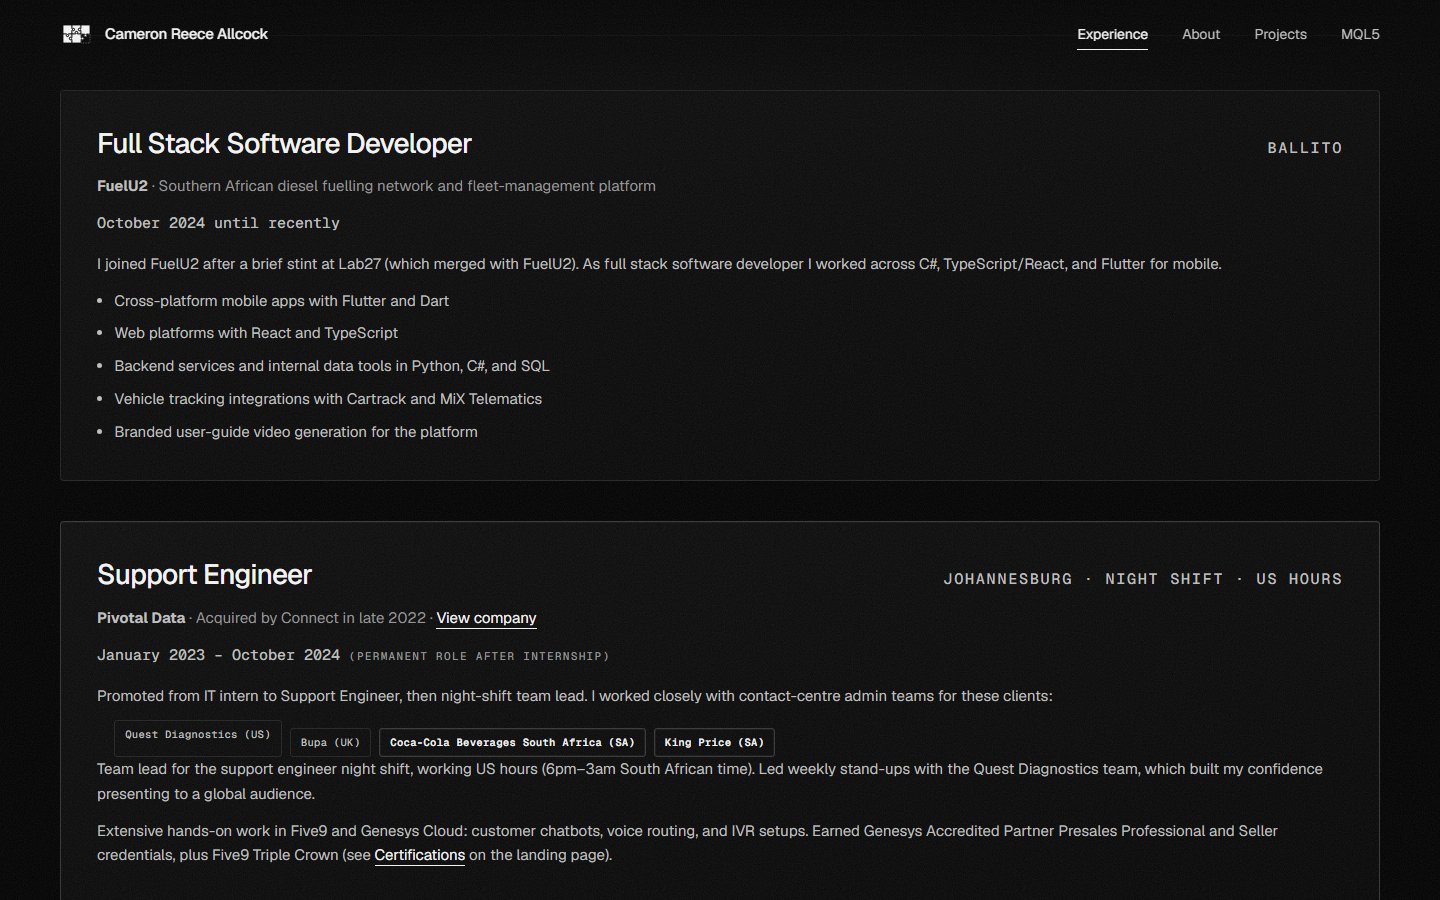 Cameron Reece Allcock
Experience About Projects MQL5
Full Stack Software Developer
BALLITO
FuelU2 · Southern African diesel fuelling network and fleet-management platform
October 2024 until recently
I joined FuelU2 after a brief stint at Lab27 (which merged with FuelU2). As full stack software developer I worked across C#, TypeScript/React, and Flutter for mobile.
• Cross-platform mobile apps with Flutter and Dart
• Web platforms with React and TypeScript
• Backend services and internal data tools in Python, C#, and SQL
• Vehicle tracking integrations with Cartrack and MiX Telematics
• Branded user-guide video generation for the platform
Support Engineer
JOHANNESBURG · NIGHT SHIFT · US HOURS
Pivotal Data · Acquired by Connect in late 2022 · View company
January 2023 – October 2024 (PERMANENT ROLE AFTER INTERNSHIP)
Promoted from IT intern to Support Engineer, then night-shift team lead. I worked closely with contact-centre admin teams for these clients:
Quest Diagnostics (US) Bupa (UK) Coca-Cola Beverages South Africa (SA) King Price (SA)
Team lead for the support engineer night shift, working US hours (6pm–3am South African time). Led weekly stand-ups with the Quest Diagnostics team, which built my confidence
presenting to a global audience.
Extensive hands-on work in Five9 and Genesys Cloud: customer chatbots, voice routing, and IVR setups. Earned Genesys Accredited Partner Presales Professional and Seller
credentials, plus Five9 Triple Crown (see Certifications on the landing page).